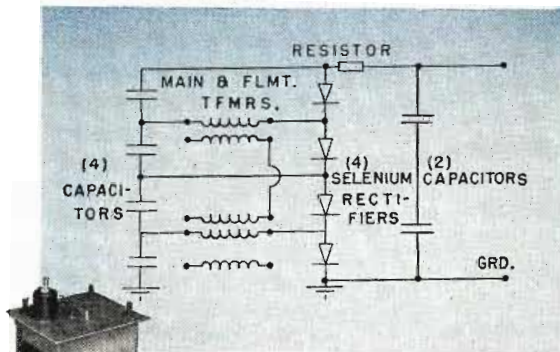 RESISTOR
MAIN & FLMT.
TFMRS.
(4)
CAPACI-
TORS
(4)
SELENIUM
RECTI-
FIERS
(2)
CAPACITORS
GRD.